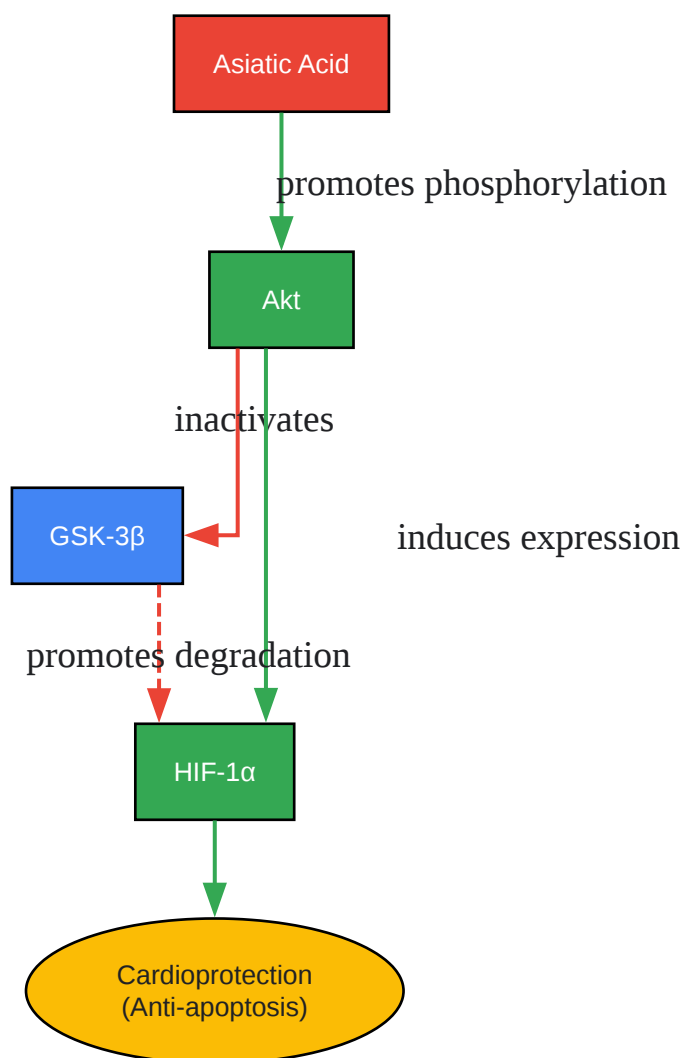 Asiatic Acid
promotes phosphorylation
Akt
inactivates
GSK-3β
induces expression
promotes degradation
HIF-1α
Cardioprotection
(Anti-apoptosis)